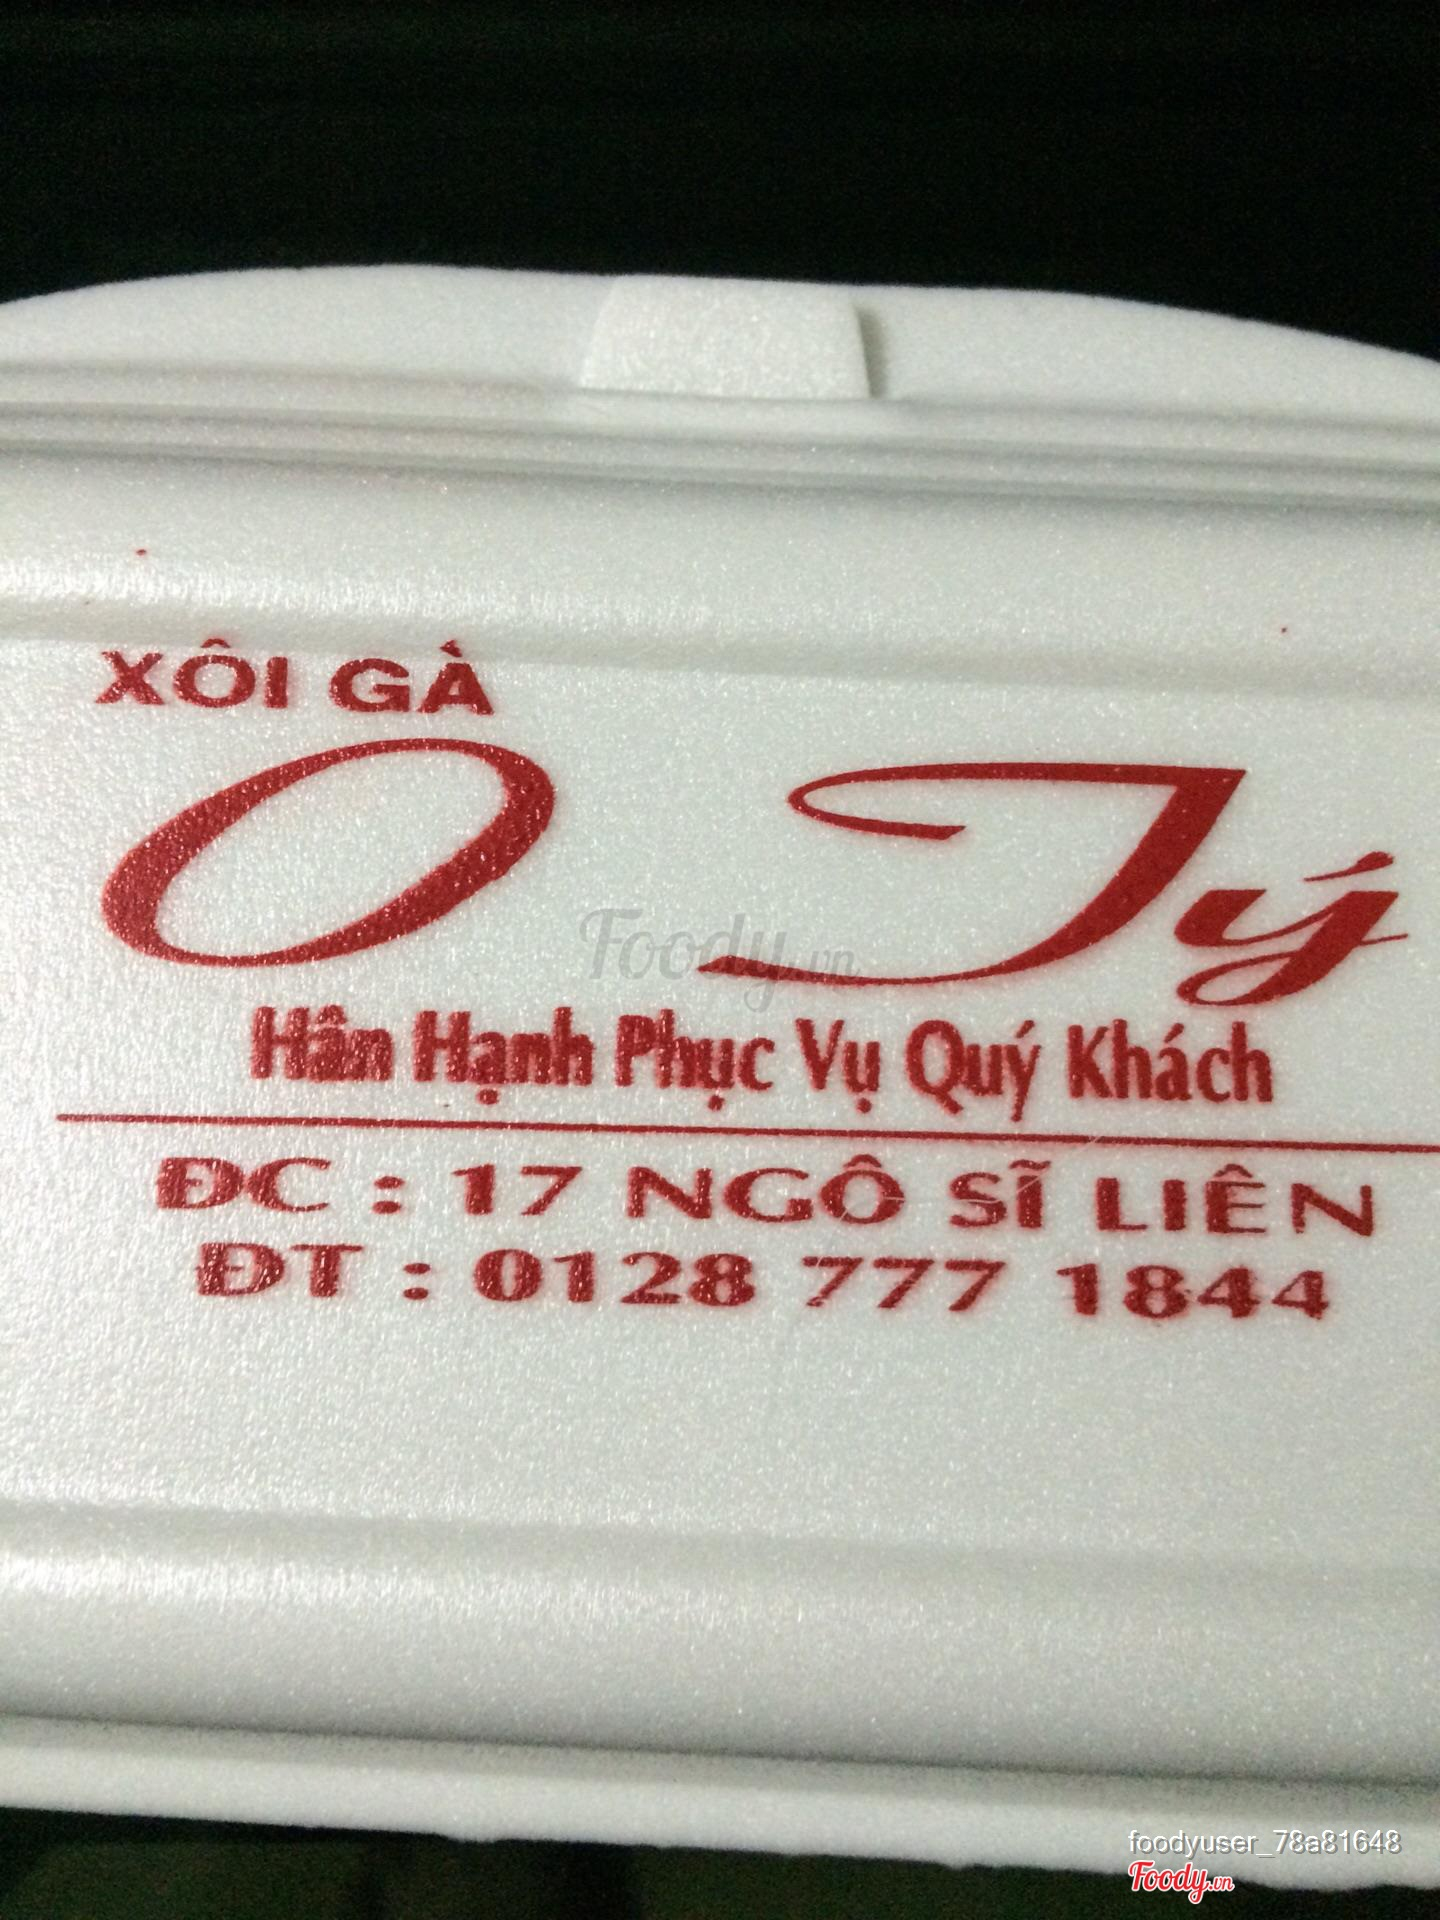 XÔI GÀ
O Tý
Hân Hạnh Phục Vụ Quý Khách
ĐC : 17 NGÔ SĨ LIÊN
ĐT : 0128 777 1844
Foody.vn
foodyuser_78a81648
Foody.vn